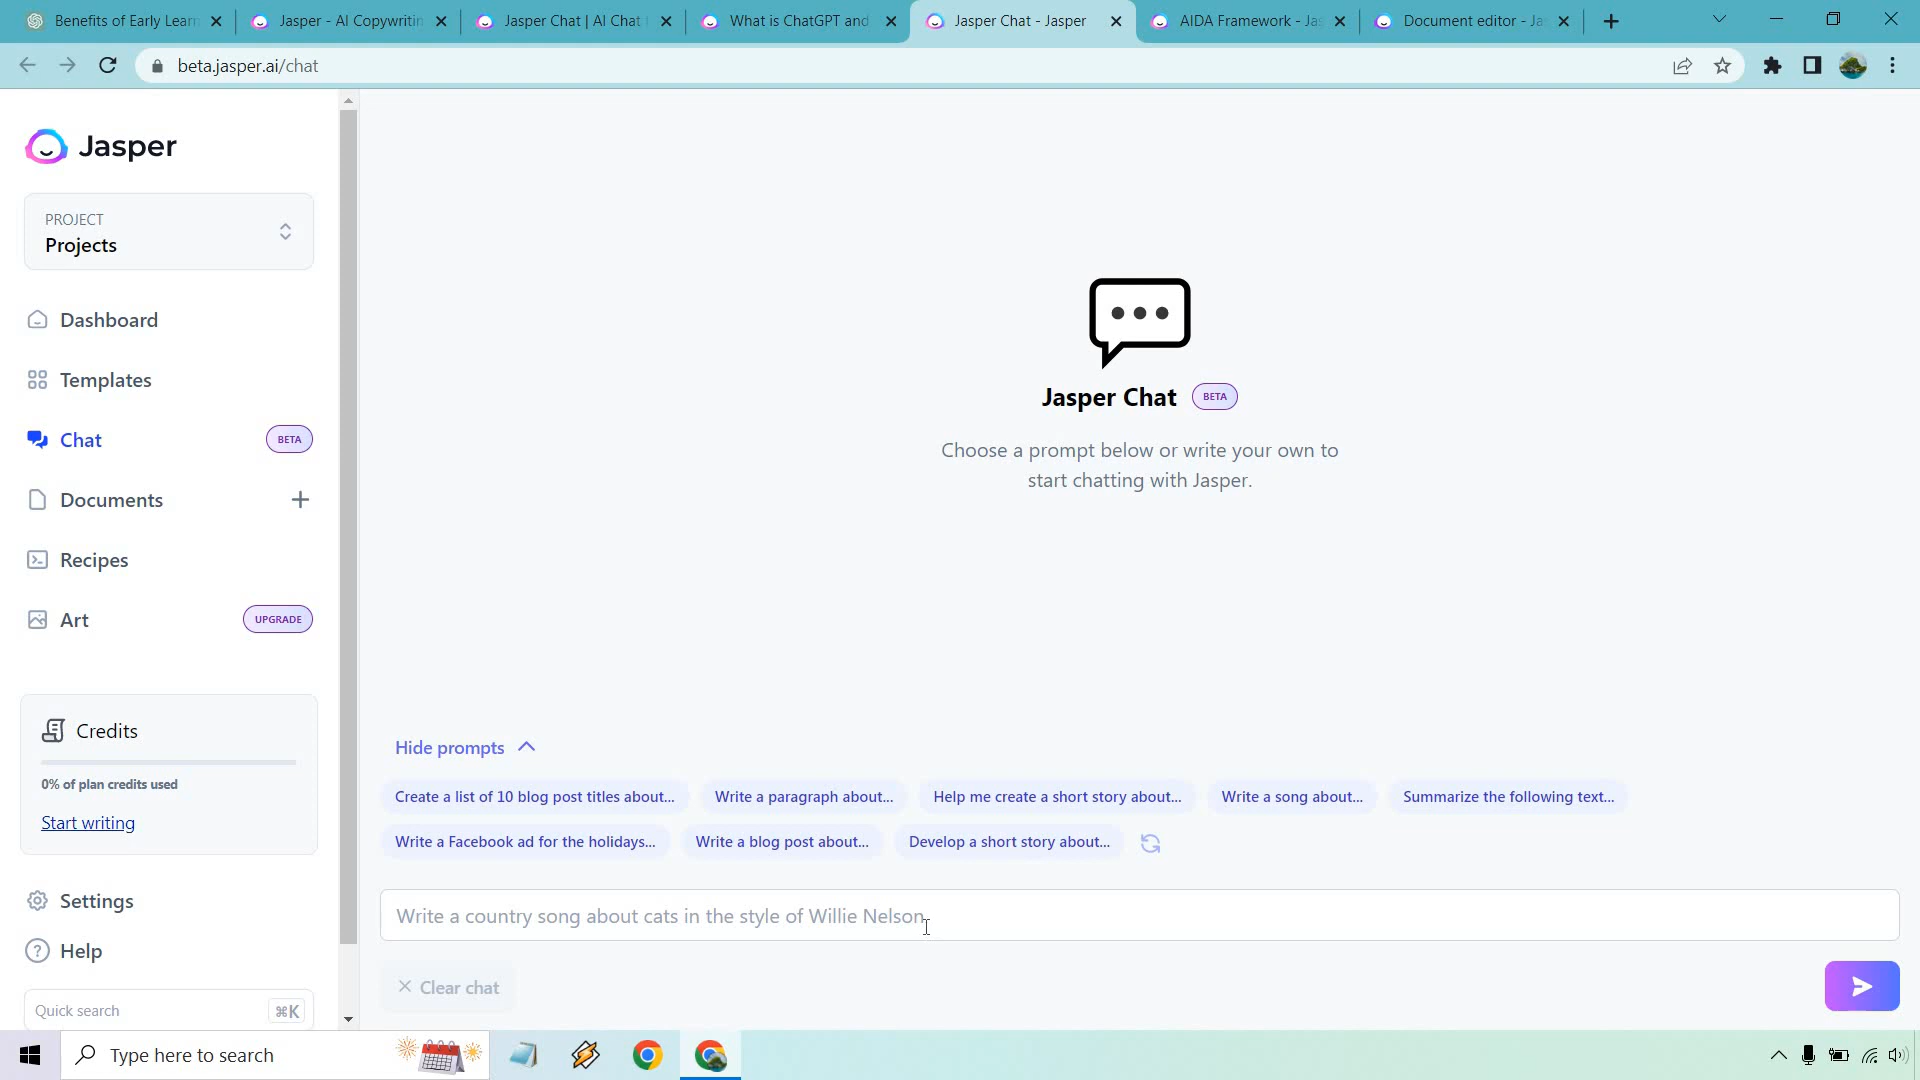 Benefits of Early Learn
Jasper - AI Copywritin
Jasper Chat | AI Chat
What is ChatGPT and
Jasper Chat - Jasper
AIDA Framework - Jas
Document editor - Ja
beta.jasper.ai/chat
Jasper
PROJECT
Projects
Dashboard
Templates
Chat
BETA
Documents
Recipes
Art
UPGRADE
Credits
0% of plan credits used
Start writing
Settings
Help
Quick search
⌘K
Jasper Chat
BETA
Choose a prompt below or write your own to
start chatting with Jasper.
Hide prompts
Create a list of 10 blog post titles about...
Write a paragraph about...
Help me create a short story about...
Write a song about...
Summarize the following text...
Write a Facebook ad for the holidays...
Write a blog post about...
Develop a short story about...
Write a country song about cats in the style of Willie Nelson
Clear chat
Type here to search